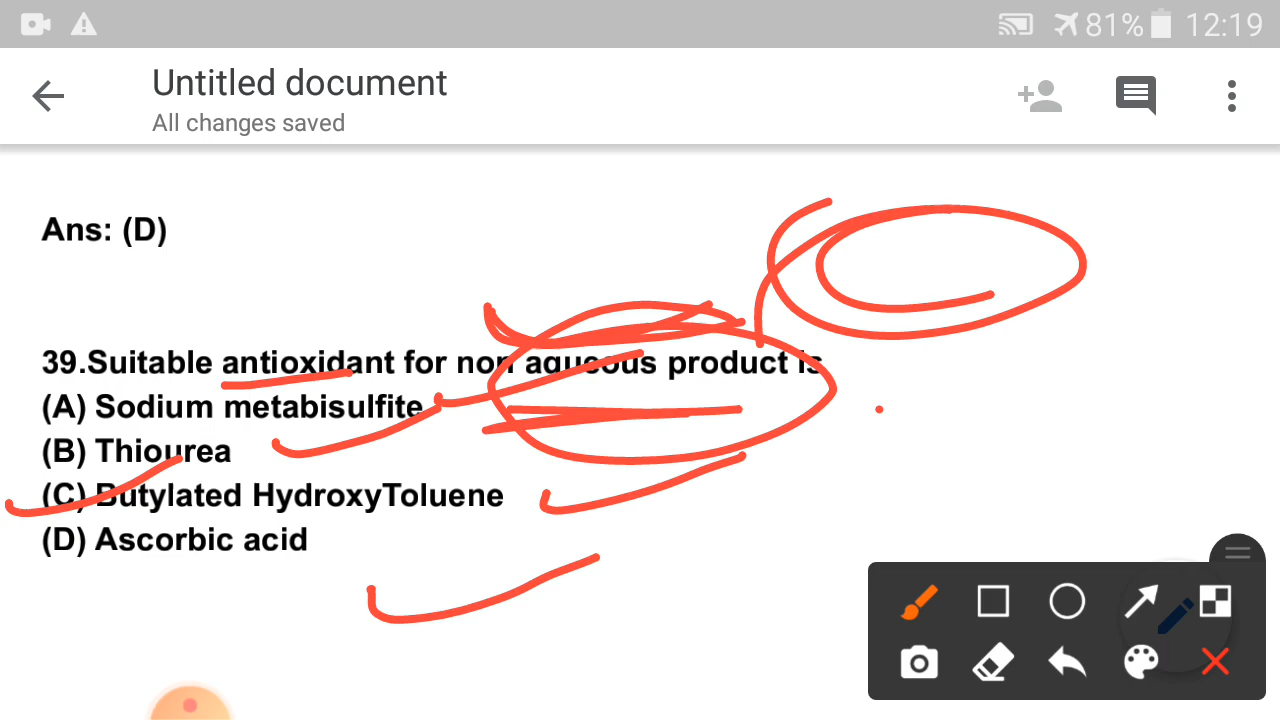 81% 12:19
Untitled document
All changes saved
Ans: (D)
39.Suitable antioxidant for non aqueous product is
(A) Sodium metabisulfite
(B) Thiourea
(C) Butylated HydroxyToluene
(D) Ascorbic acid